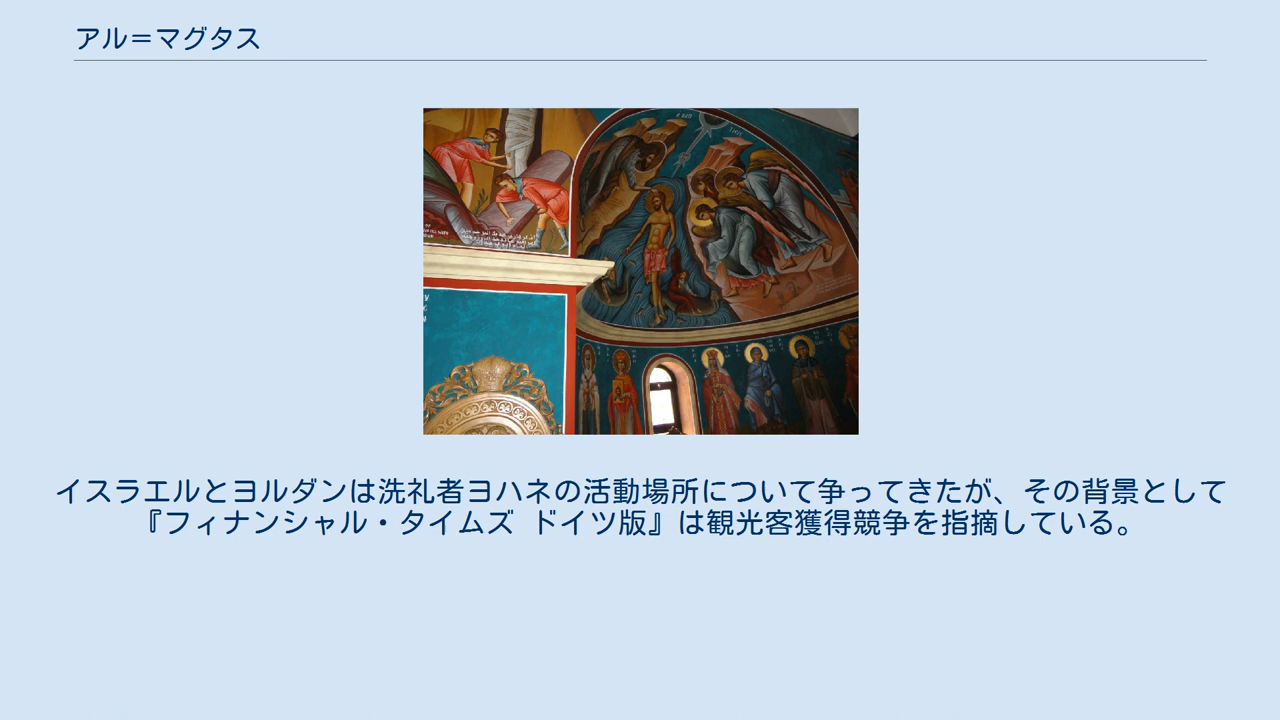 アル＝マグタス
イスラエルとヨルダンは洗礼者ヨハネの活動場所について争ってきたが、その背景として
『フィナンシャル・タイムズ ドイツ版』は観光客獲得競争を指摘している。